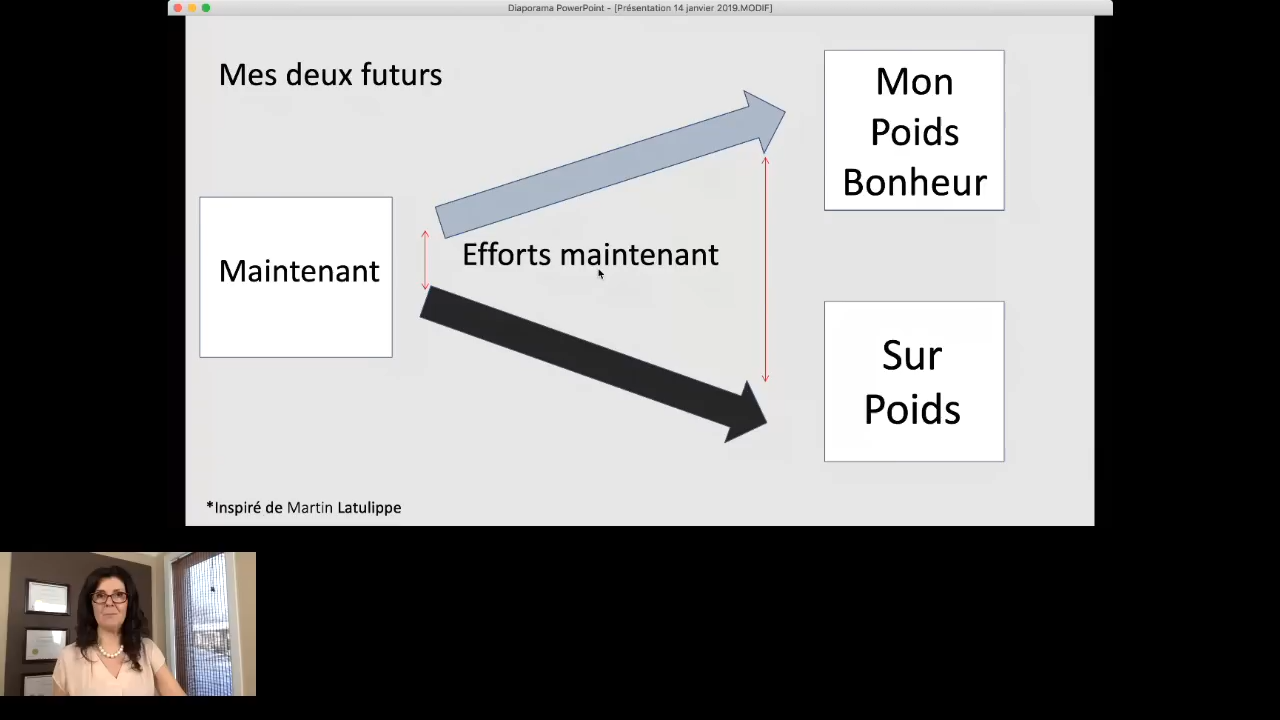 Diaporama PowerPoint - [Présentation 14 janvier 2019.MODIF]
Mes deux futurs
Mon
Poids
Bonheur
Maintenant
Efforts maintenant
Sur
Poids
*Inspiré de Martin Latulippe